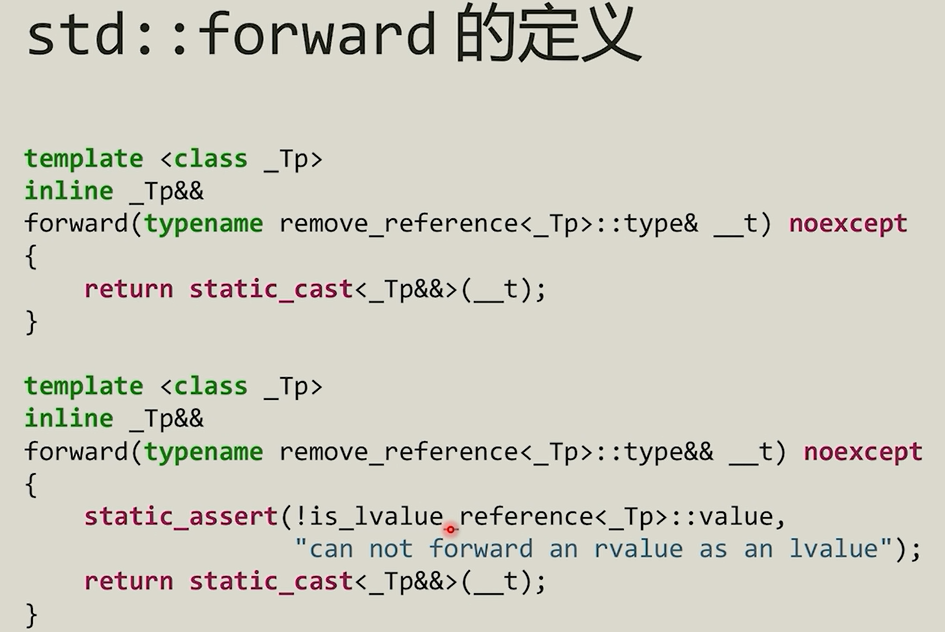 std::forward 的定义
template <class _Tp>
inline _Tp&&
forward(typename remove_reference<_Tp>::type& __t) noexcept
{
    return static_cast<_Tp&&>(__t);
}
template <class _Tp>
inline _Tp&&
forward(typename remove_reference<_Tp>::type&& __t) noexcept
{
    static_assert(!is_lvalue_reference<_Tp>::value,
                  "can not forward an rvalue as an lvalue");
    return static_cast<_Tp&&>(__t);
}